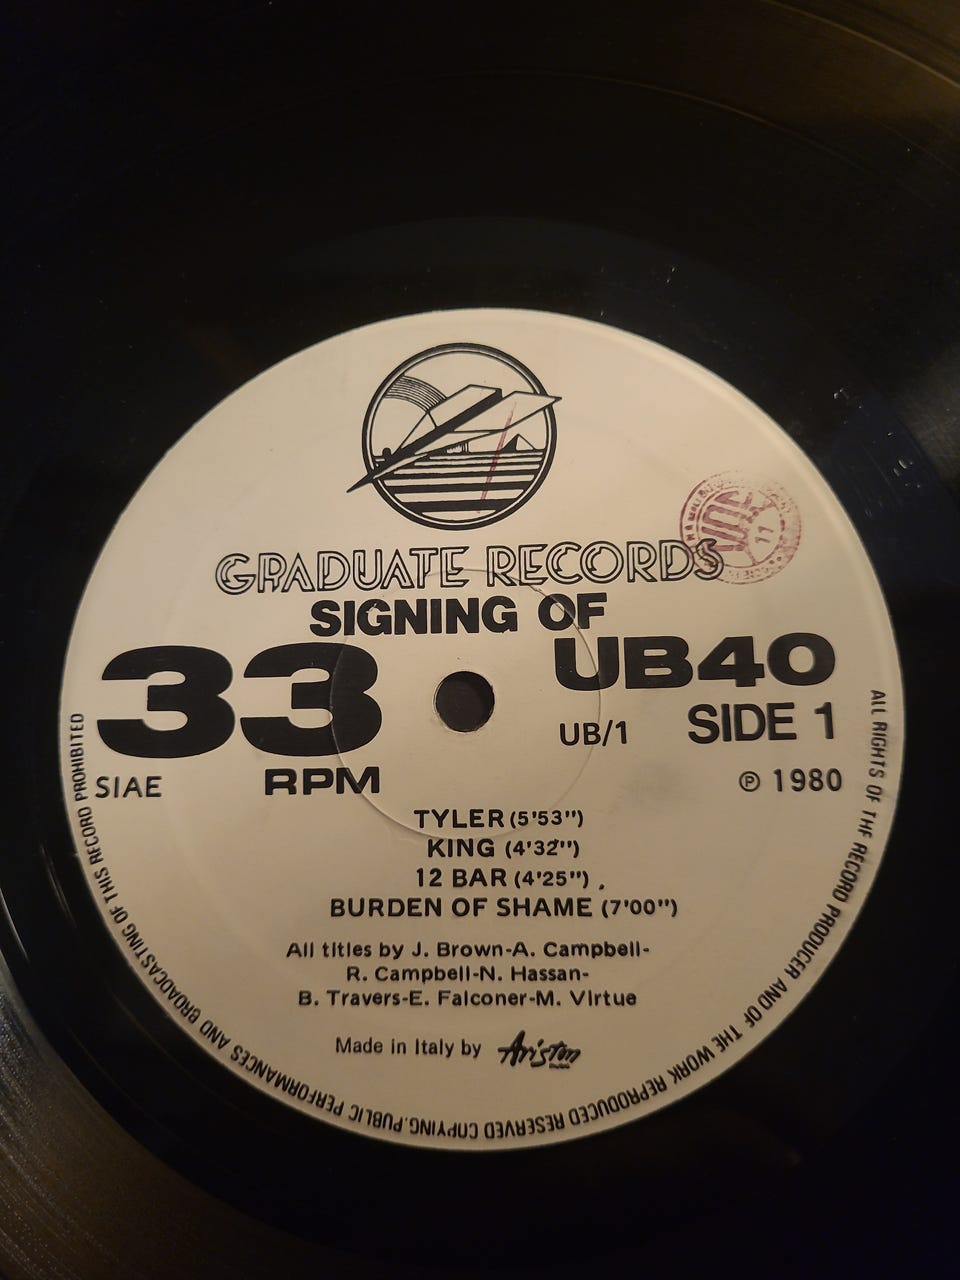 GRADUATE RECORDS
SIGNING OF
33
UB40
UB/1
SIDE 1
SIAE
RPM
℗ 1980
TYLER (5'53")
KING (4'32")
12 BAR (4'25")
BURDEN OF SHAME (7'00")
All titles by J. Brown-A. Campbell-
R. Campbell-N. Hassan-
B. Travers-E. Falconer-M. Virtue
Made in Italy by Ariston
ALL RIGHTS OF THE RECORD PRODUCER AND OF THE WORK REPRODUCED RESERVED COPYING.PUBLIC PERFORMANCES AND BROADCASTING OF THIS RECORD PROHIBITED
11